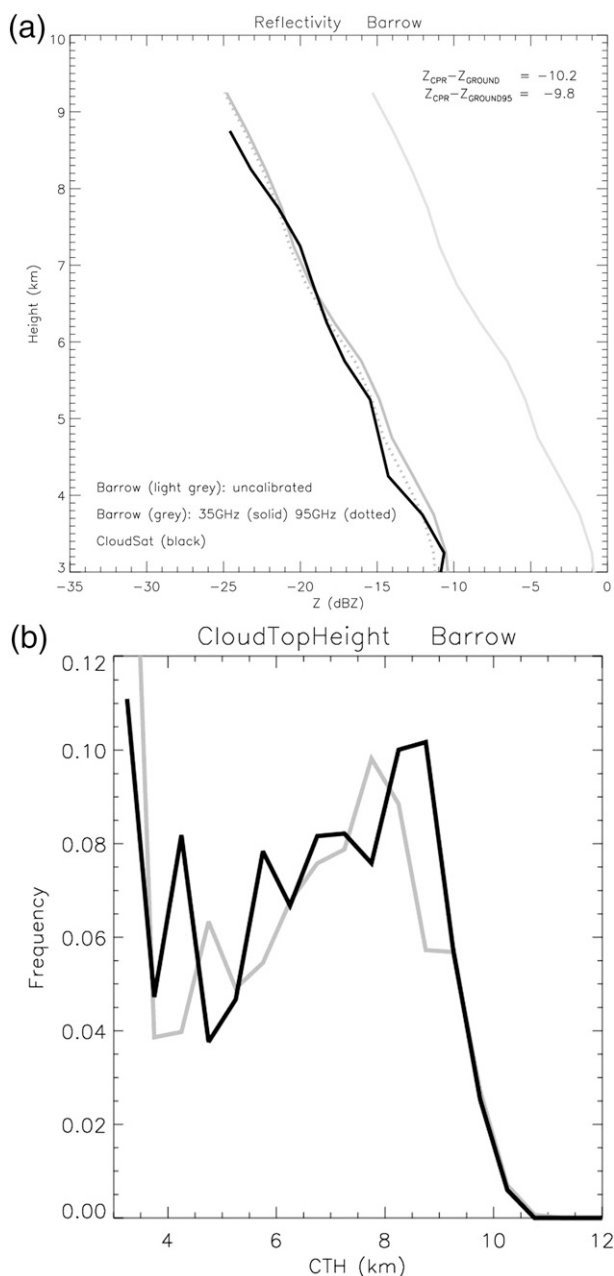 (a)
Reflectivity Barrow
10
9
8
7
6
5
4
3
Height (km)
Z_CPR−Z_GROUND = −10.2
Z_CPR−Z_GROUND95 = −9.8
Barrow (light grey): uncalibrated
Barrow (grey): 35GHz (solid) 95GHz (dotted)
CloudSat (black)
−35 −30 −25 −20 −15 −10 −5 0
Z (dBZ)
(b)
CloudTopHeight Barrow
0.12
0.10
0.08
0.06
0.04
0.02
0.00
Frequency
4 6 8 10 12
CTH (km)